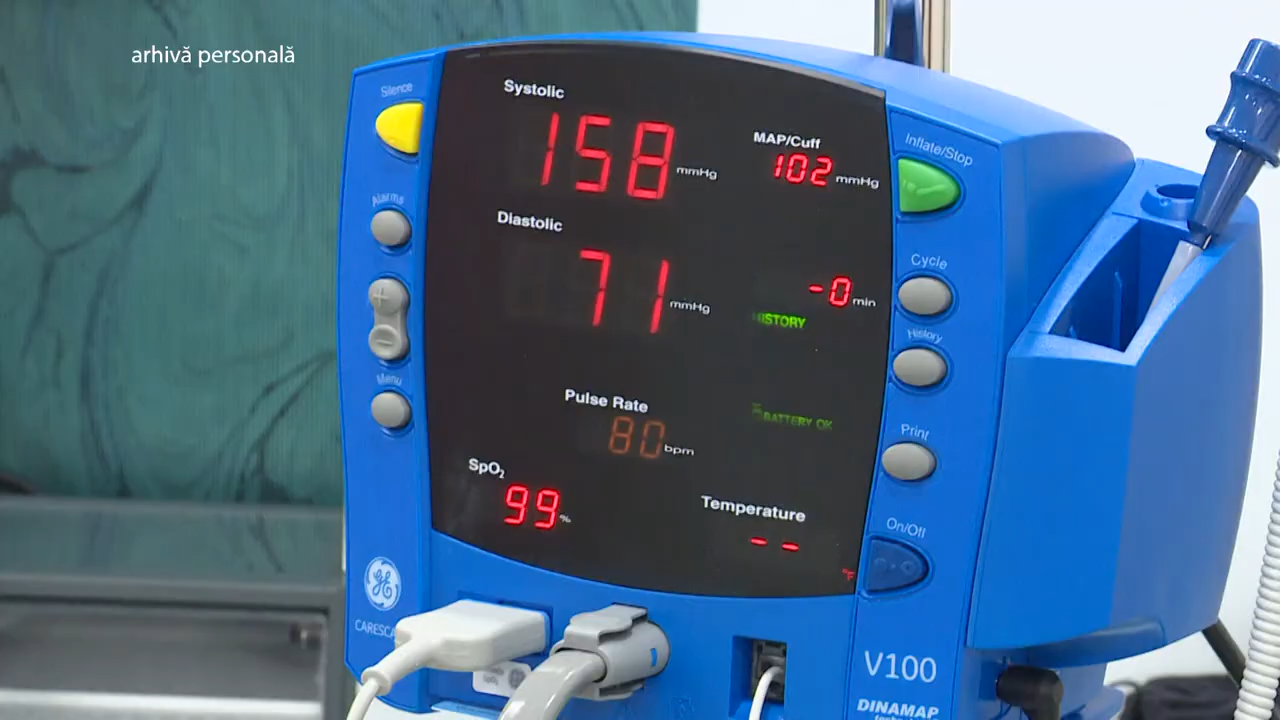 arhivă personală
Silence
Systolic
158 mmHg
MAP/Cuff
102 mmHg
Inflate/Stop
Alarms
Diastolic
71 mmHg
Cycle
-0 min
HISTORY
History
+
-
Menu
Pulse Rate
80 bpm
BATTERY OK
Print
SpO2
99 %
Temperature
-- 
°F
On/Off
GE
V100
DINAMAP